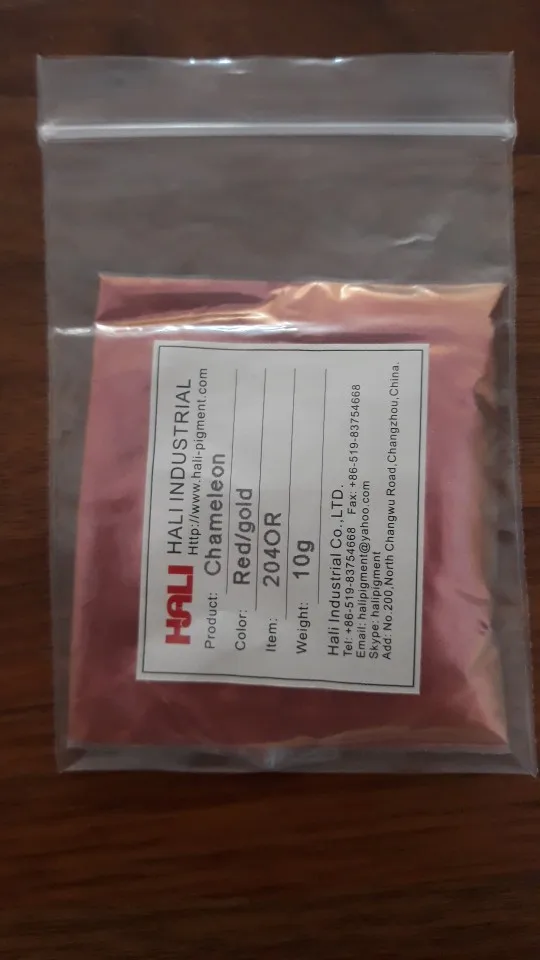 HALI HALI INDUSTRIAL
Http://www.hali-pigment.com
Product: Chameleon
Color: Red/gold
Item: 204OR
Weight: 10g
Hali Industrial Co.,LTD.
Tel: +86-519-83754668 Fax: +86-519-83754668
Email: halipigment@yahoo.com
Skype: halipigment
Add: No.200,North Changwu Road,Changzhou,China.